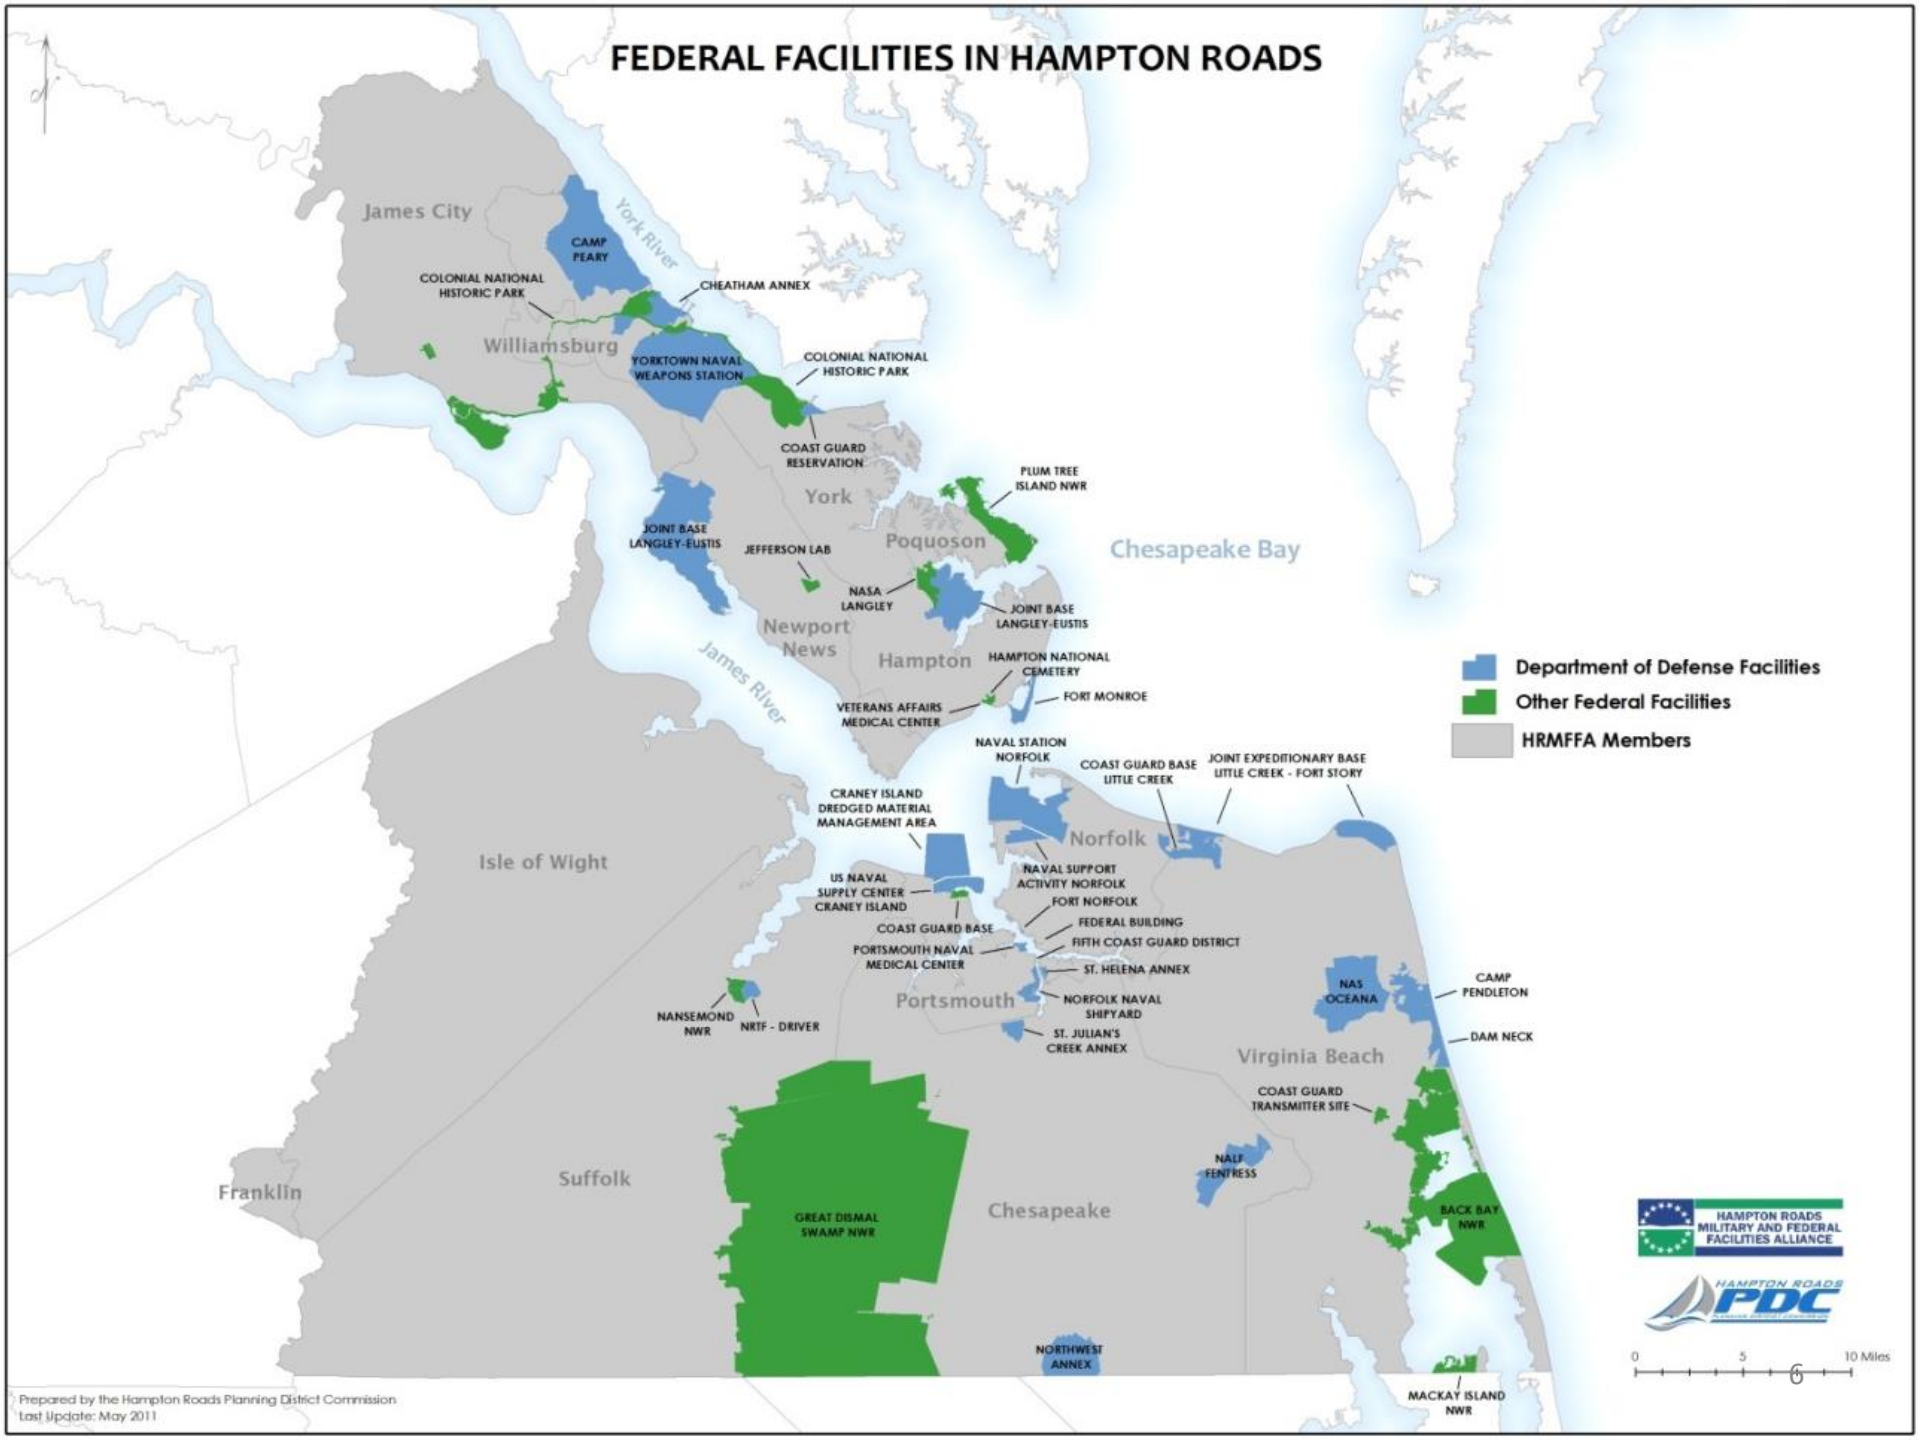 FEDERAL FACILITIES IN HAMPTON ROADS
James City
York River
CAMP
PEARY
COLONIAL NATIONAL
HISTORIC PARK
CHEATHAM ANNEX
Williamsburg
YORKTOWN NAVAL
WEAPONS STATION
COLONIAL NATIONAL
HISTORIC PARK
COAST GUARD
RESERVATION
York
PLUM TREE
ISLAND NWR
JOINT BASE
LANGLEY-EUSTIS
JEFFERSON LAB
Poquoson
Chesapeake Bay
NASA
LANGLEY
JOINT BASE
LANGLEY-EUSTIS
Newport
News
James River
Hampton
HAMPTON NATIONAL
CEMETERY
FORT MONROE
VETERANS AFFAIRS
MEDICAL CENTER
Department of Defense Facilities
Other Federal Facilities
HRMFFA Members
NAVAL STATION
NORFOLK
COAST GUARD BASE
LITTLE CREEK
JOINT EXPEDITIONARY BASE
LITTLE CREEK - FORT STORY
CRANEY ISLAND
DREDGED MATERIAL
MANAGEMENT AREA
Norfolk
Isle of Wight
NAVAL SUPPORT
ACTIVITY NORFOLK
US NAVAL
SUPPLY CENTER
CRANEY ISLAND
FORT NORFOLK
COAST GUARD BASE
FEDERAL BUILDING
FIFTH COAST GUARD DISTRICT
PORTSMOUTH NAVAL
MEDICAL CENTER
ST. HELENA ANNEX
Portsmouth
NORFOLK NAVAL
SHIPYARD
NAS
OCEANA
CAMP
PENDLETON
NANSEMOND
NWR
NRTF - DRIVER
ST. JULIAN'S
CREEK ANNEX
DAM NECK
Virginia Beach
COAST GUARD
TRANSMITTER SITE
NALF
FENTRESS
Suffolk
Franklin
Chesapeake
GREAT DISMAL
SWAMP NWR
BACK BAY
NWR
HAMPTON ROADS
MILITARY AND FEDERAL
FACILITIES ALLIANCE
HAMPTON ROADS
PDC
NORTHWEST
ANNEX
0 5 10 Miles
6
MACKAY ISLAND
NWR
Prepared by the Hampton Roads Planning District Commission
Last Update: May 2011